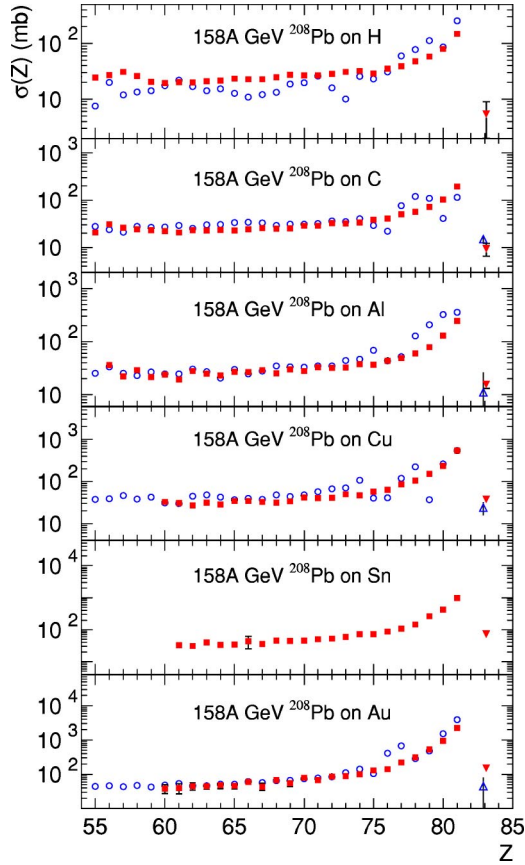 σ(Z) (mb)
158A GeV ²⁰⁸Pb on H
10²
10
158A GeV ²⁰⁸Pb on C
10³
10²
10
158A GeV ²⁰⁸Pb on Al
10³
10²
10
158A GeV ²⁰⁸Pb on Cu
10³
10²
10
158A GeV ²⁰⁸Pb on Sn
10⁴
10²
158A GeV ²⁰⁸Pb on Au
10⁴
10³
10²
10
55 60 65 70 75 80 85
Z